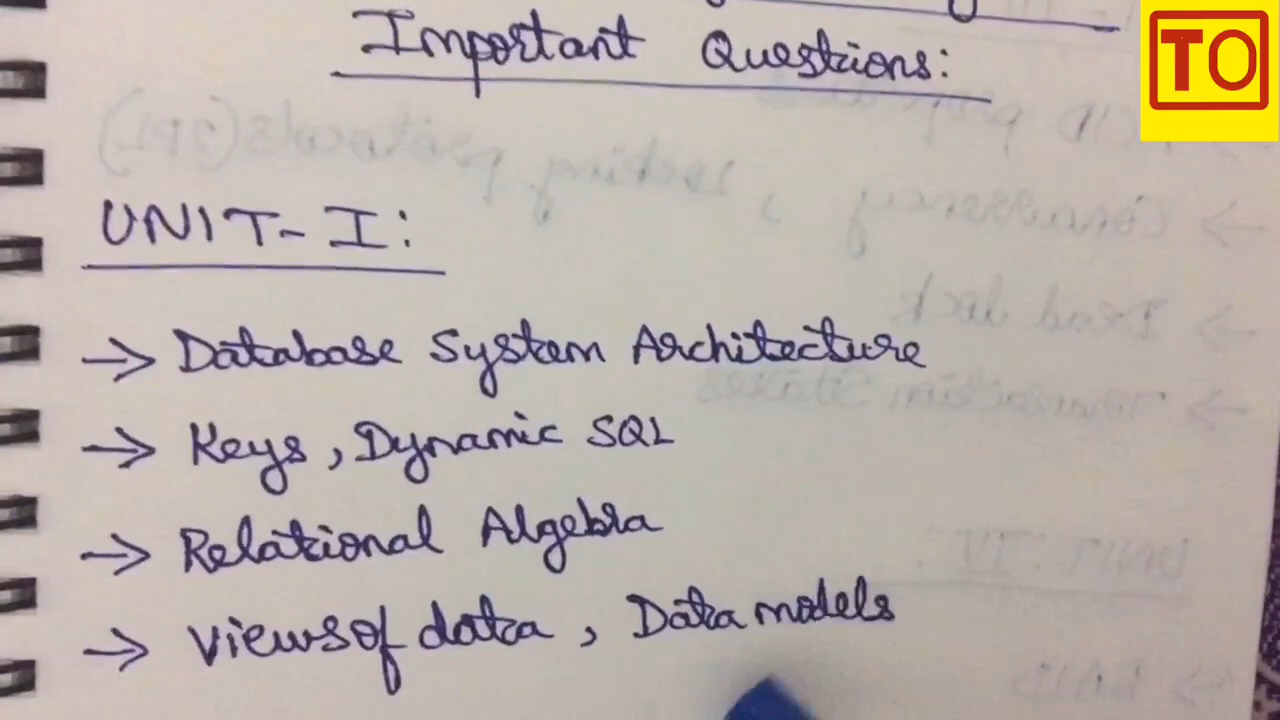 Important Questions:
TO
UNIT-I:
→ Database System Architecture
→ Keys, Dynamic SQL
→ Relational Algebra
→ Views of data, Data models